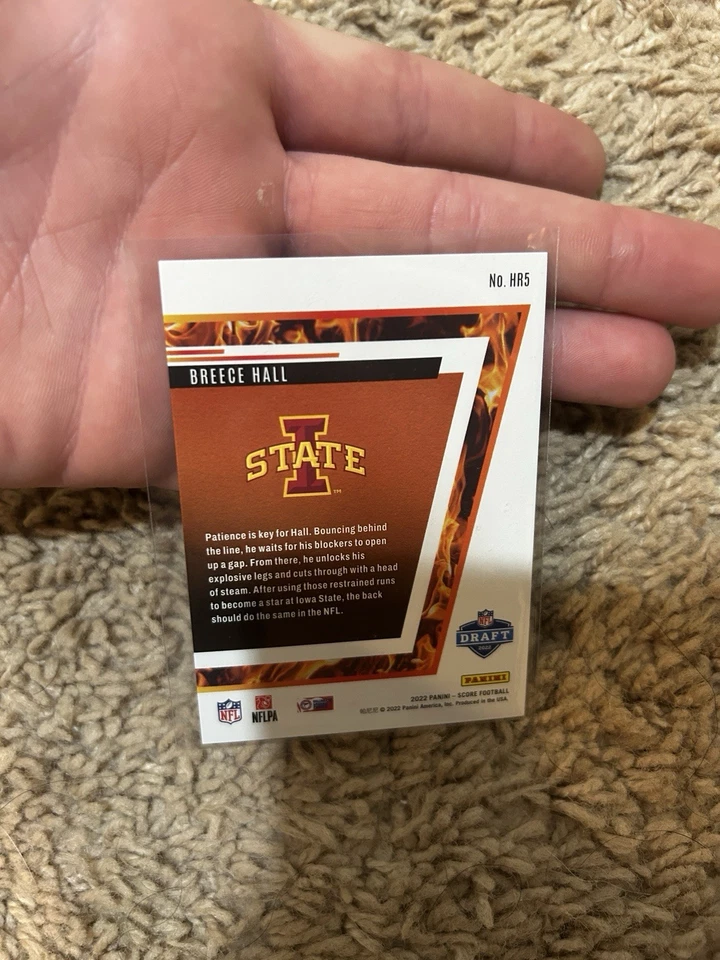 No. HR5
BREECE HALL
I
STATE
TM
Patience is key for Hall. Bouncing behind
the line, he waits for his blockers to open
up a gap. From there, he unlocks his
explosive legs and cuts through with a head
of steam. After using those restrained runs
to become a star at Iowa State, the back
should do the same in the NFL.
NFL
DRAFT
2022
PANINI
2022 PANINI – SCORE FOOTBALL
© 2022 Panini America, Inc. Produced in the USA.
NFL
NFLPA